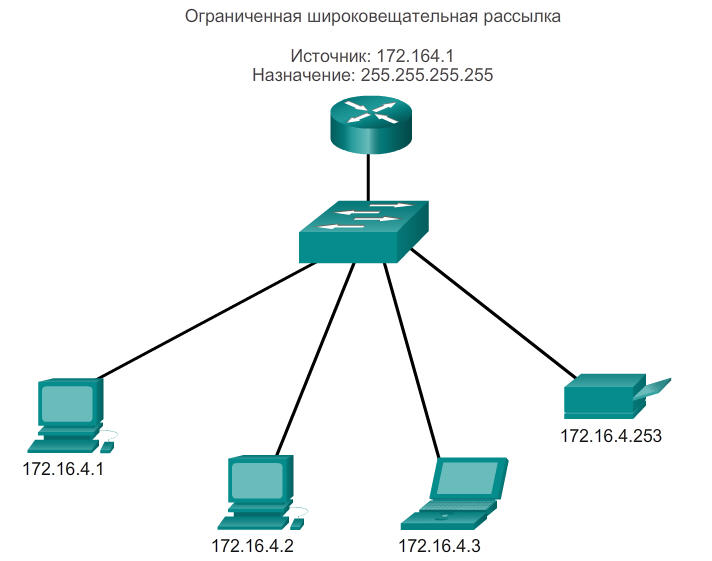 Ограниченная широковещательная рассылка
Источник: 172.164.1
Назначение: 255.255.255.255
172.16.4.1
172.16.4.253
172.16.4.2
172.16.4.3